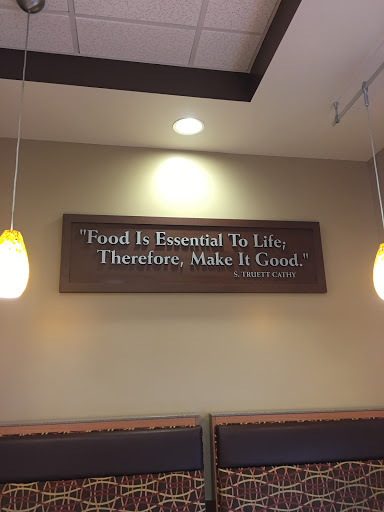 "Food Is Essential To Life;
Therefore, Make It Good."
S. TRUETT CATHY